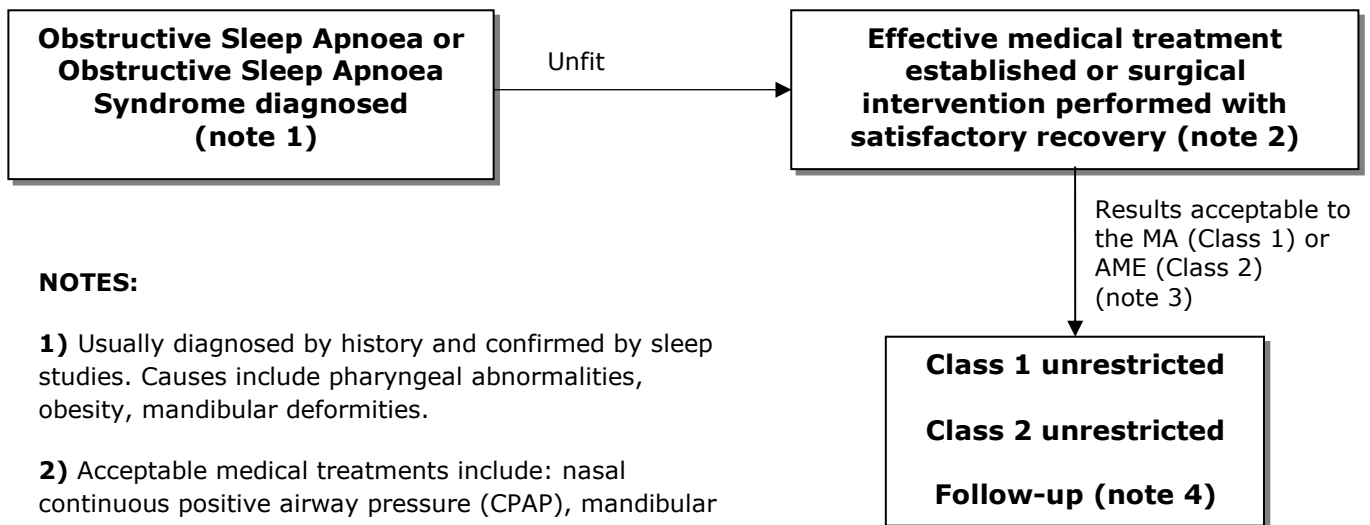 Obstructive Sleep Apnoea or
Obstructive Sleep Apnoea
Syndrome diagnosed
(note 1)
Unfit
Effective medical treatment
established or surgical
intervention performed with
satisfactory recovery (note 2)
Results acceptable to
the MA (Class 1) or
AME (Class 2)
(note 3)
Class 1 unrestricted
Class 2 unrestricted
Follow-up (note 4)
NOTES:
1) Usually diagnosed by history and confirmed by sleep
studies. Causes include pharyngeal abnormalities,
obesity, mandibular deformities.
2) Acceptable medical treatments include: nasal
continuous positive airway pressure (CPAP), mandibular